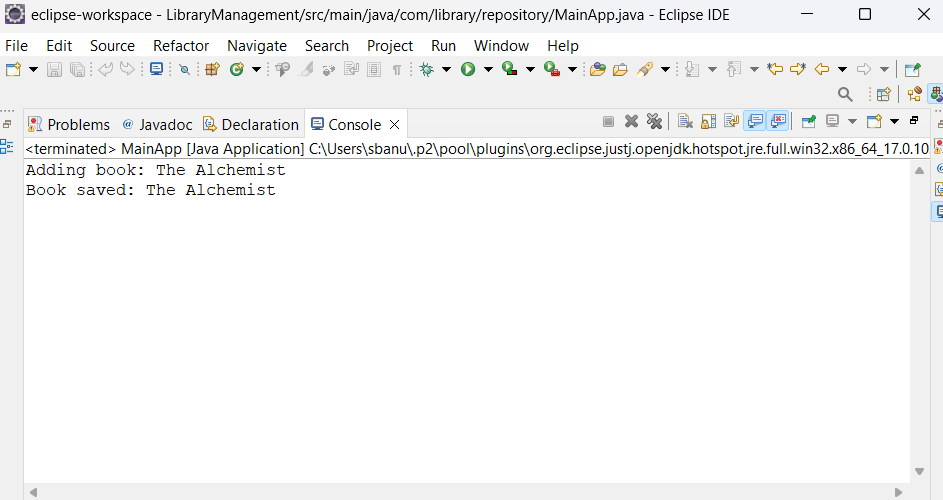 eclipse-workspace - LibraryManagement/src/main/java/com/library/repository/MainApp.java - Eclipse IDE
File Edit Source Refactor Navigate Search Project Run Window Help
Problems @ Javadoc Declaration Console
<terminated> MainApp [Java Application] C:\Users\sbanu\.p2\pool\plugins\org.eclipse.justj.openjdk.hotspot.jre.full.win32.x86_64_17.0.10
Adding book: The Alchemist
Book saved: The Alchemist